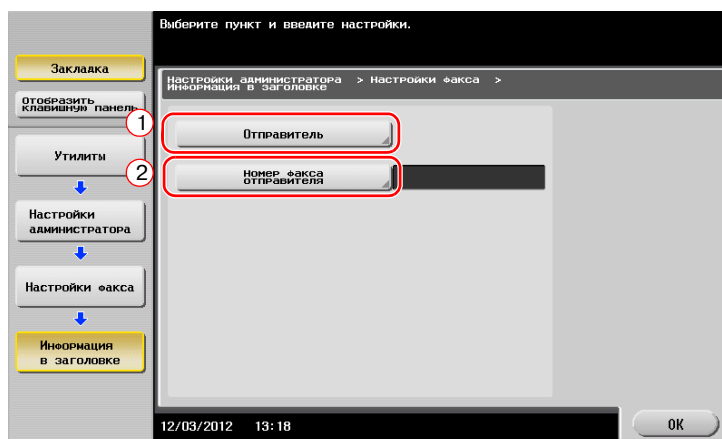 Выберите пункт и введите настройки.
Закладка
Отобразить
клавишную панель
Утилиты
Настройки
администратора
Настройки факса
Информация
в заголовке
Настройки администратора > Настройки факса >
Информация в заголовке
1
Отправитель
2
Номер факса
отправителя
12/03/2012 13:18
OK